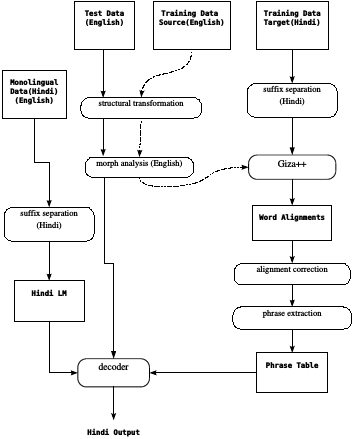 Test Data
(English)
Training Data
Source(English)
Training Data
Target(Hindi)
Monolingual
Data(Hindi)
(English)
structural transformation
suffix separation
(Hindi)
morph analysis (English)
Giza++
suffix separation
(Hindi)
Word Alignments
alignment correction
Hindi LM
phrase extraction
decoder
Phrase Table
Hindi Output